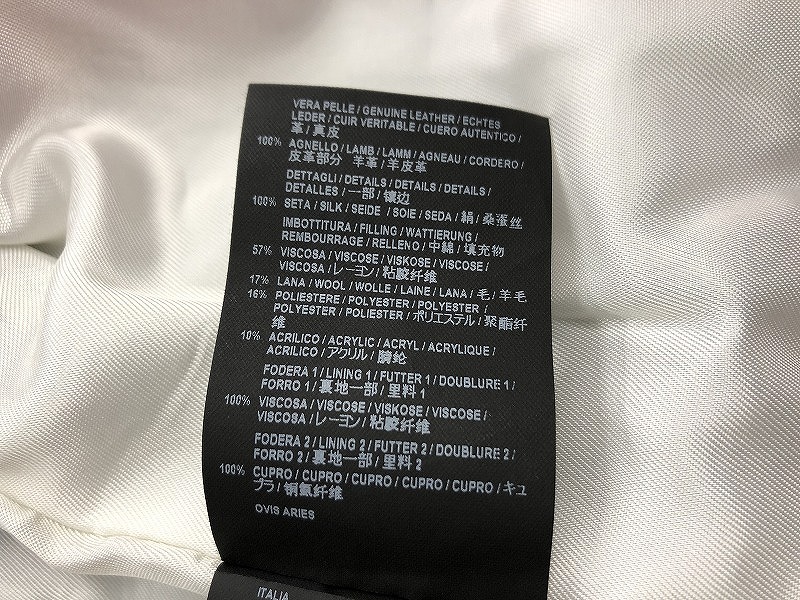 VERA PELLE / GENUINE LEATHER / ECHTES
LEDER / CUIR VERITABLE / CUERO AUTENTICO /
革 / 真皮
100% AGNELLO / LAMB / LAMM / AGNEAU / CORDERO /
皮革部分 羊革 / 羊皮革
DETTAGLI / DETAILS / DETAILS / DETAILS /
DETALLES / 一部 / 镶边
100% SETA / SILK / SEIDE / SOIE / SEDA / 絹 / 桑蚕丝
IMBOTTITURA / FILLING / WATTIERUNG /
REMBOURRAGE / RELLENO / 中綿 / 填充物
57% VISCOSA / VISCOSE / VISKOSE / VISCOSE /
VISCOSA / レーヨン / 粘胶纤维
17% LANA / WOOL / WOLLE / LAINE / LANA / 毛 / 羊毛
16% POLIESTERE / POLYESTER / POLYESTER /
POLYESTER / POLIESTER / ポリエステル / 聚酯纤
维
10% ACRILICO / ACRYLIC / ACRYL / ACRYLIQUE /
ACRILICO / アクリル / 腈纶
FODERA 1 / LINING 1 / FUTTER 1 / DOUBLURE 1 /
FORRO 1 / 裏地一部 / 里料 1
100% VISCOSA / VISCOSE / VISKOSE / VISCOSE /
VISCOSA / レーヨン / 粘胶纤维
FODERA 2 / LINING 2 / FUTTER 2 / DOUBLURE 2 /
FORRO 2 / 裏地一部 / 里料 2
100% CUPRO / CUPRO / CUPRO / CUPRO / CUPRO / キュ
プラ / 铜氨纤维
OVIS ARIES
ITALIA